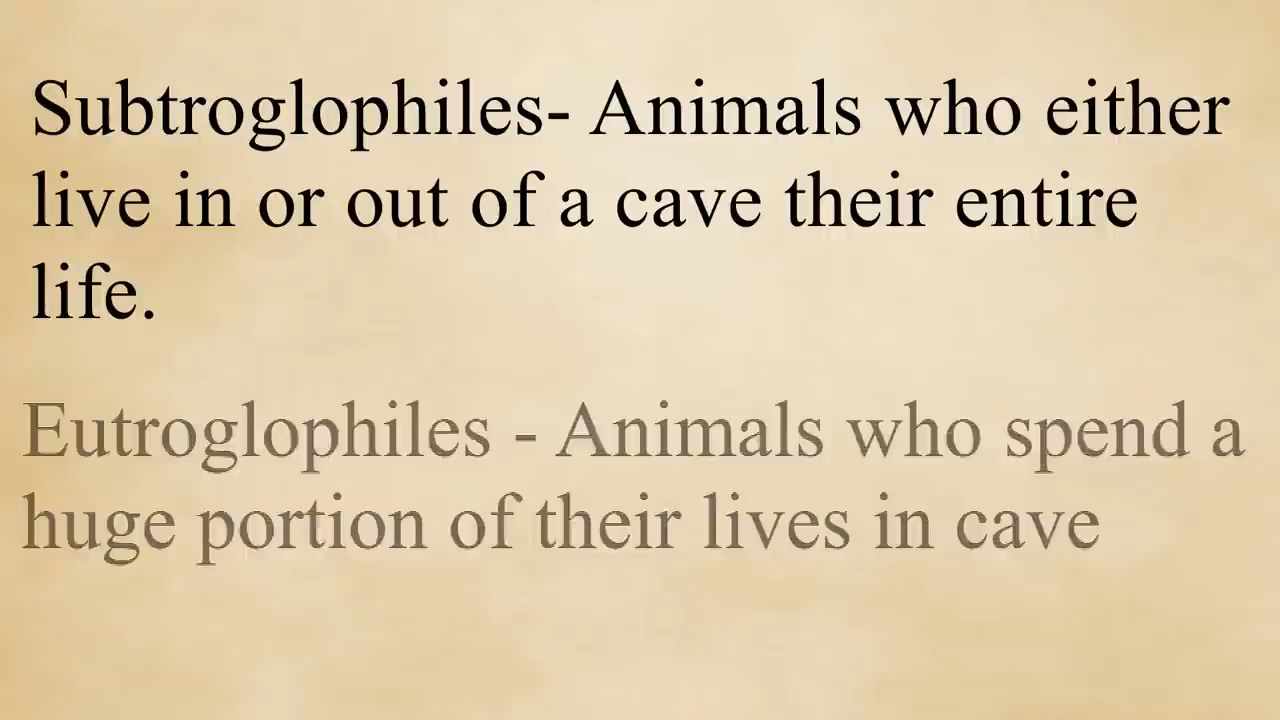 Subtroglophiles- Animals who either
live in or out of a cave their entire
life.
Eutroglophiles - Animals who spend a
huge portion of their lives in cave